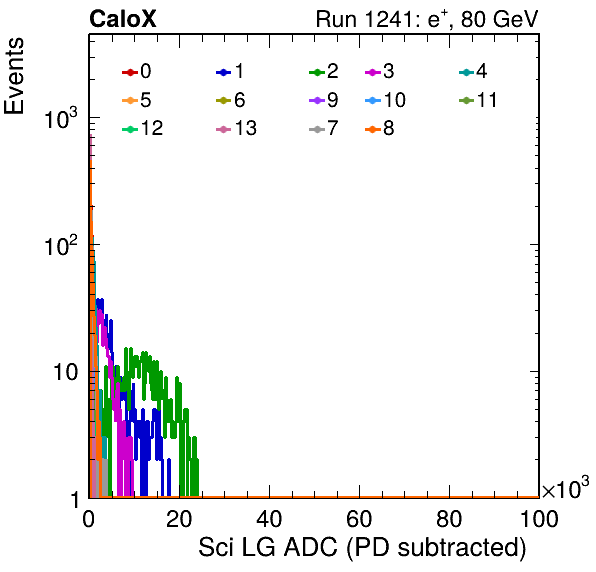 CaloX Run 1241: e⁺, 80 GeV
Events
0 1 2 3 4
5 6 9 10 11
12 13 7 8
10³
10²
10
1
0 20 40 60 80 100
×10³
Sci LG ADC (PD subtracted)